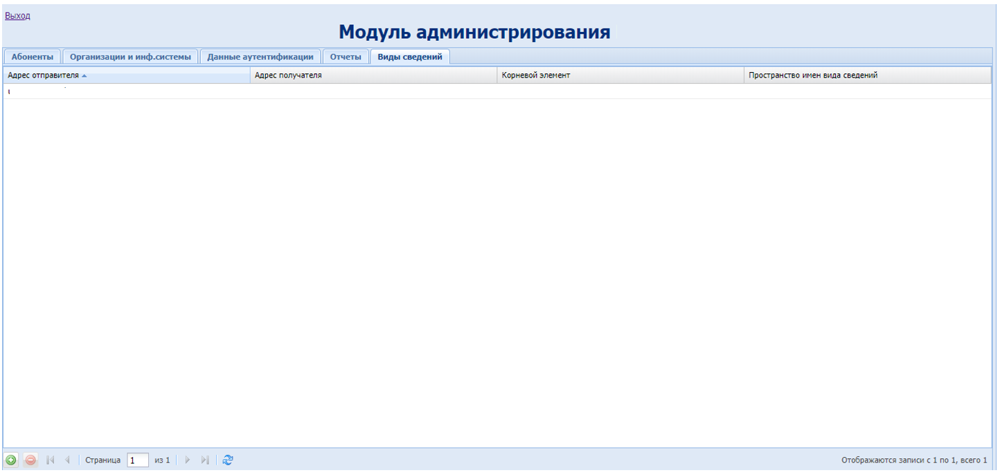 Выход
Модуль администрирования
Абоненты Организации и инф.системы Данные аутентификации Отчеты Виды сведений
Адрес отправителя Адрес получателя Корневой элемент Пространство имен вида сведений
Страница 1 из 1 Отображаются записи с 1 по 1, всего 1